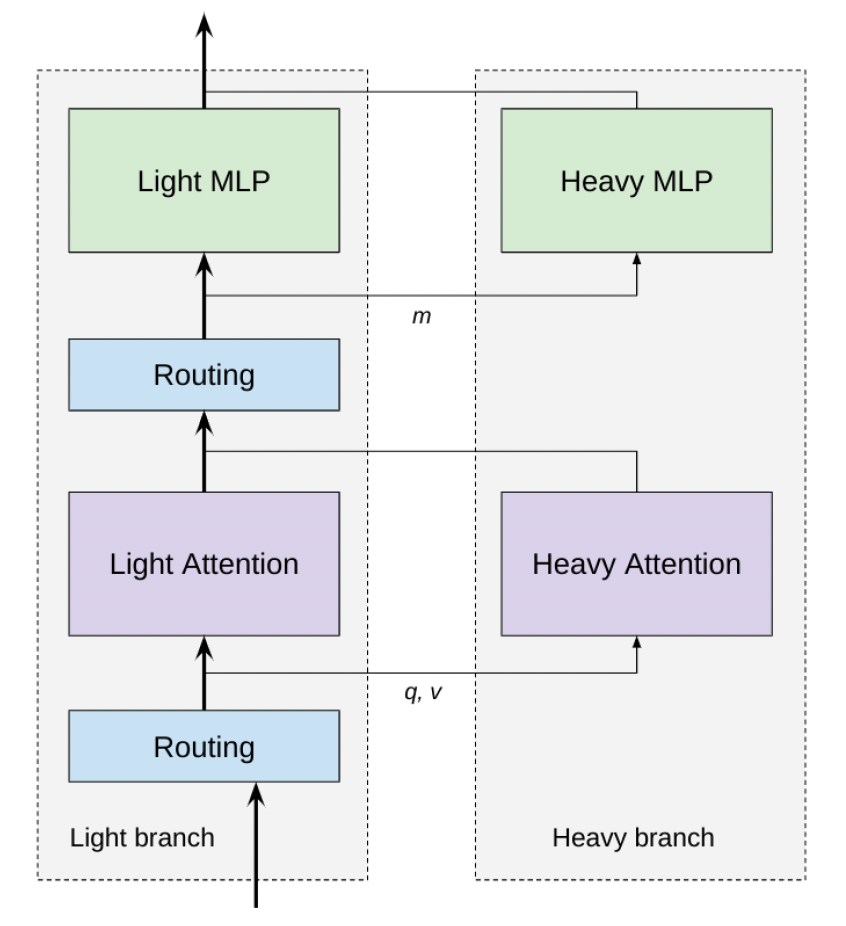 Light MLP
Heavy MLP
m
Routing
Light Attention
Heavy Attention
q, v
Routing
Light branch
Heavy branch